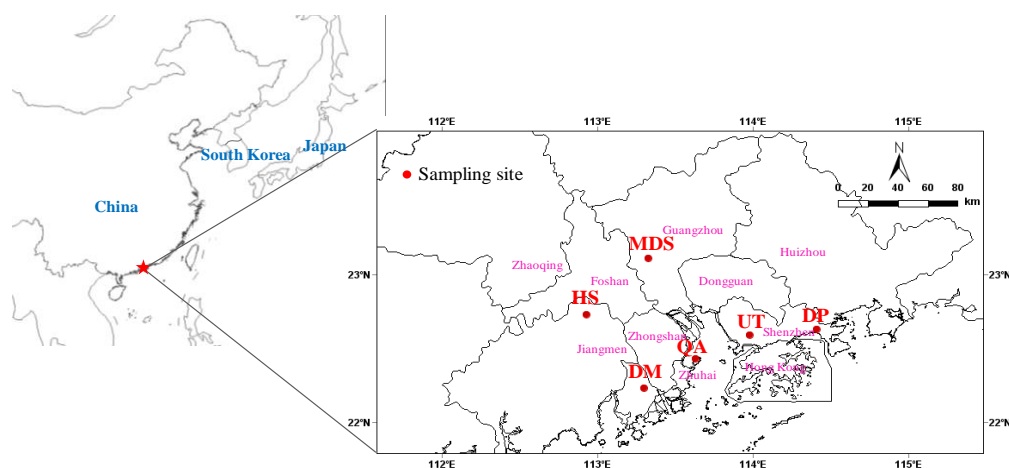 China
South Korea
Japan
112°E
113°E
114°E
115°E
Sampling site
N
0 20 40 60 80
km
Guangzhou
MDS
Huizhou
Zhaoqing
23°N
23°N
Foshan
Dongguan
HS
DP
UT
Shenzhen
Zhongshan
Jiangmen
QA
Hong Kong
DM
Zhuhai
22°N
22°N
112°E
113°E
114°E
115°E